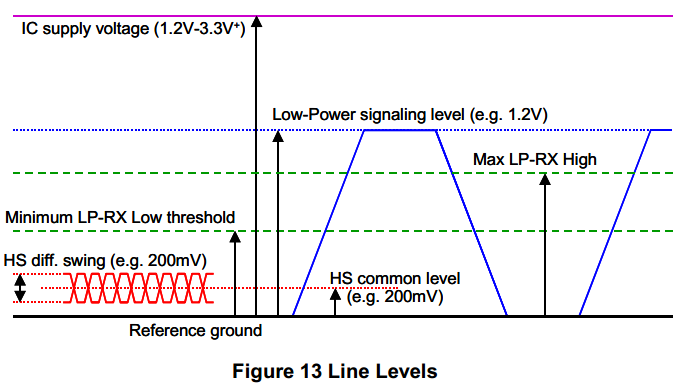 IC supply voltage (1.2V-3.3V+)
Low-Power signaling level (e.g. 1.2V)
Max LP-RX High
Minimum LP-RX Low threshold
HS diff. swing (e.g. 200mV)
HS common level
(e.g. 200mV)
Reference ground
Figure 13 Line Levels